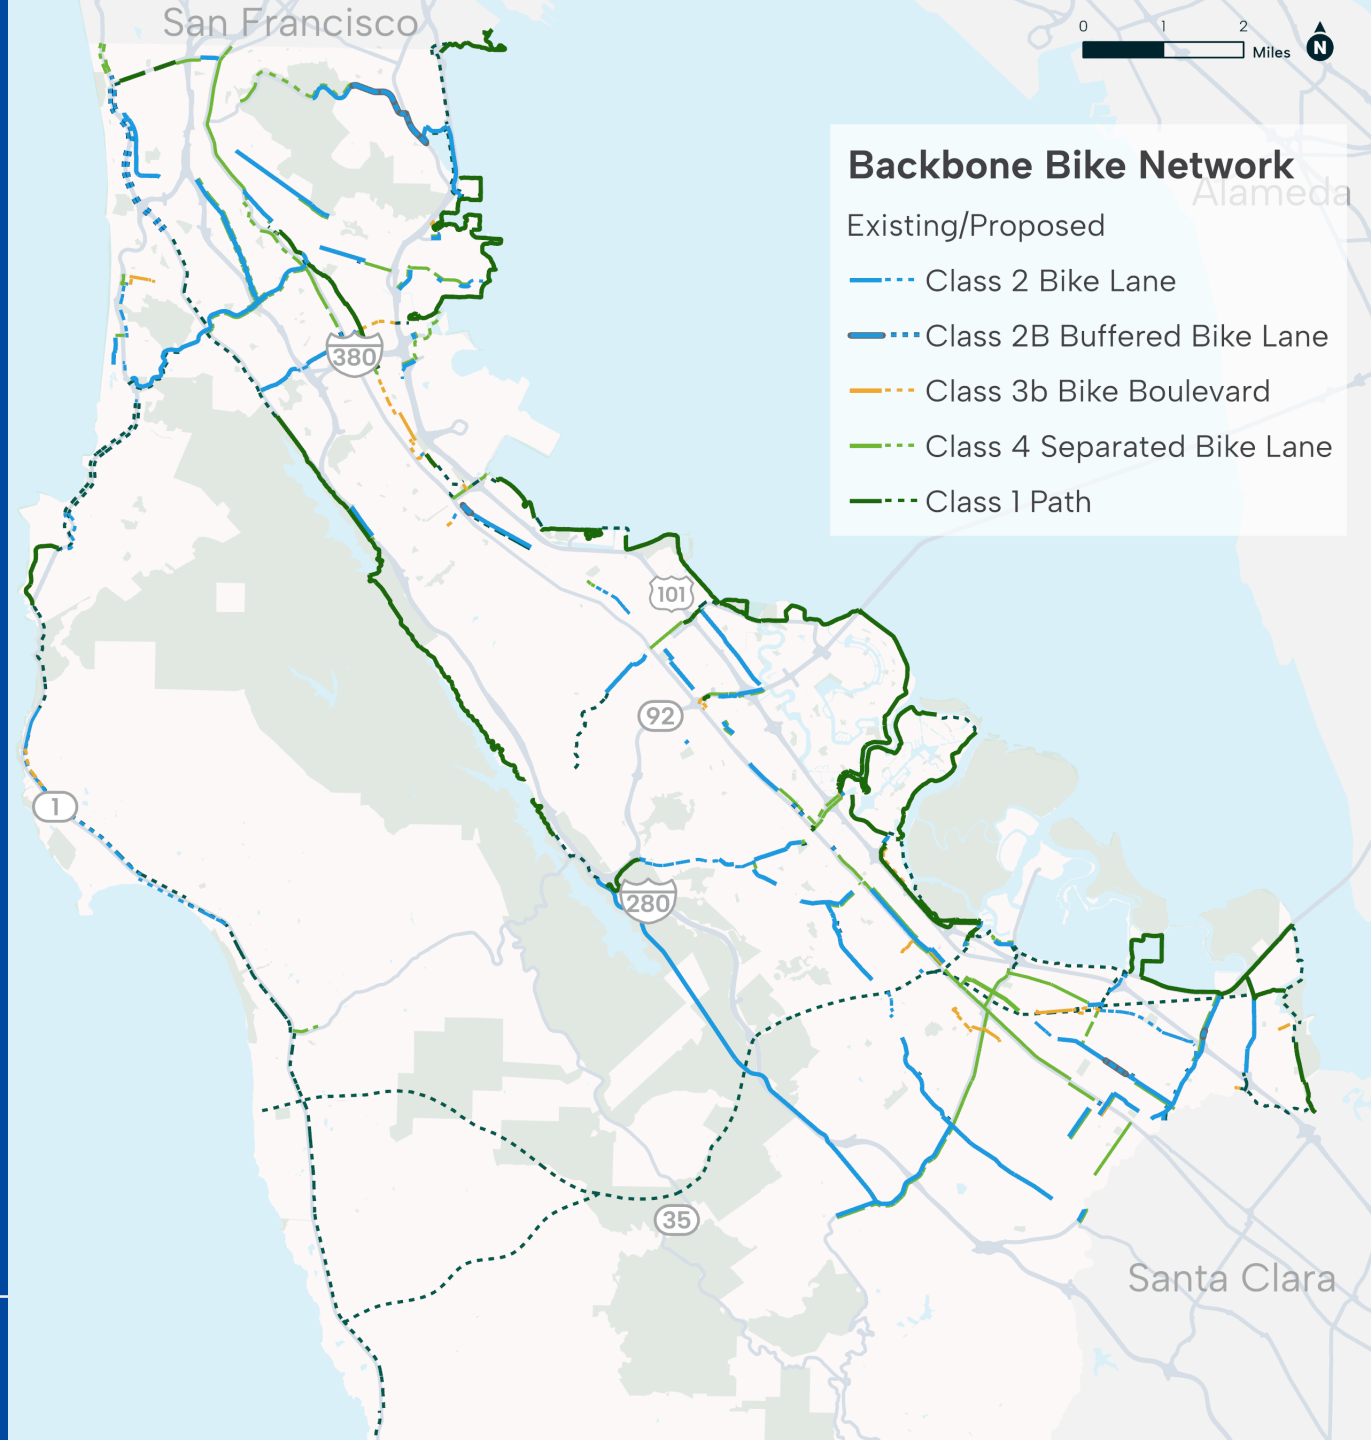 San Francisco
0 1 2
Miles
N
Backbone Bike Network
Alameda
Existing/Proposed
Class 2 Bike Lane
Class 2B Buffered Bike Lane
Class 3b Bike Boulevard
Class 4 Separated Bike Lane
Class 1 Path
380
101
92
1
280
35
Santa Clara